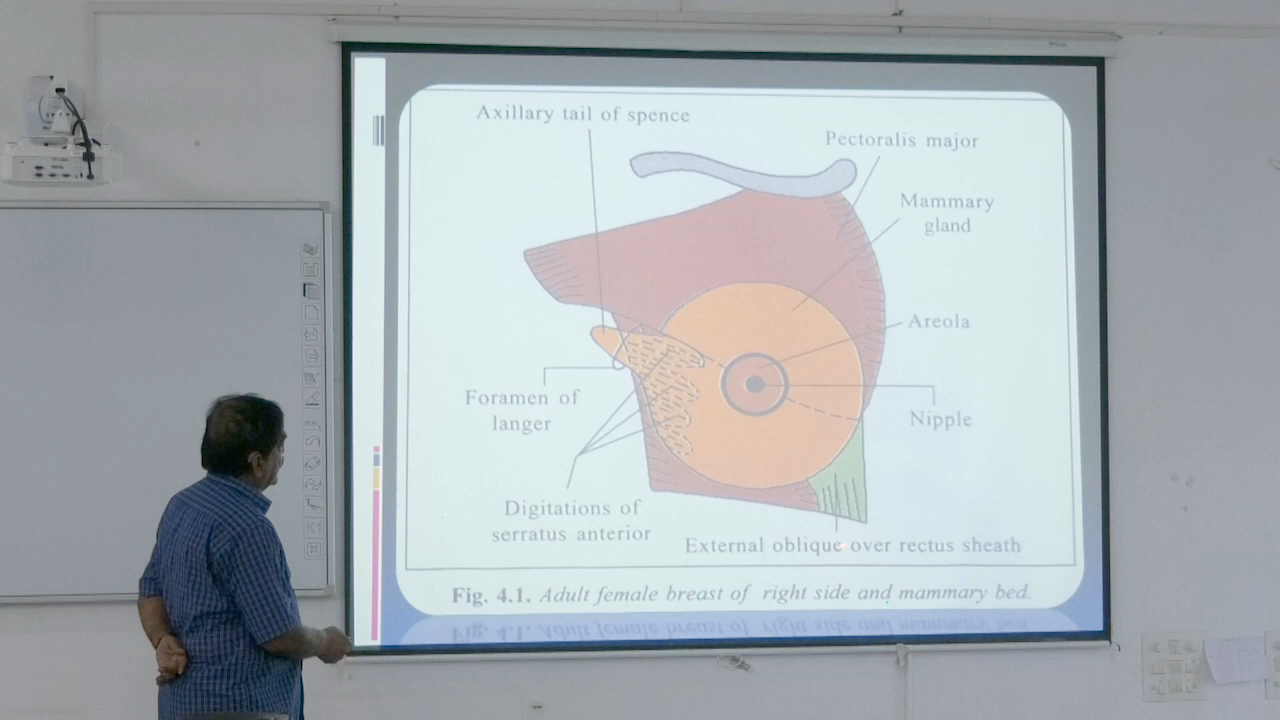 Axillary tail of spence
Pectoralis major
Mammary
gland
Areola
Foramen of
langer
Nipple
Digitations of
serratus anterior
External oblique over rectus sheath
Fig. 4.1. Adult female breast of right side and mammary bed.